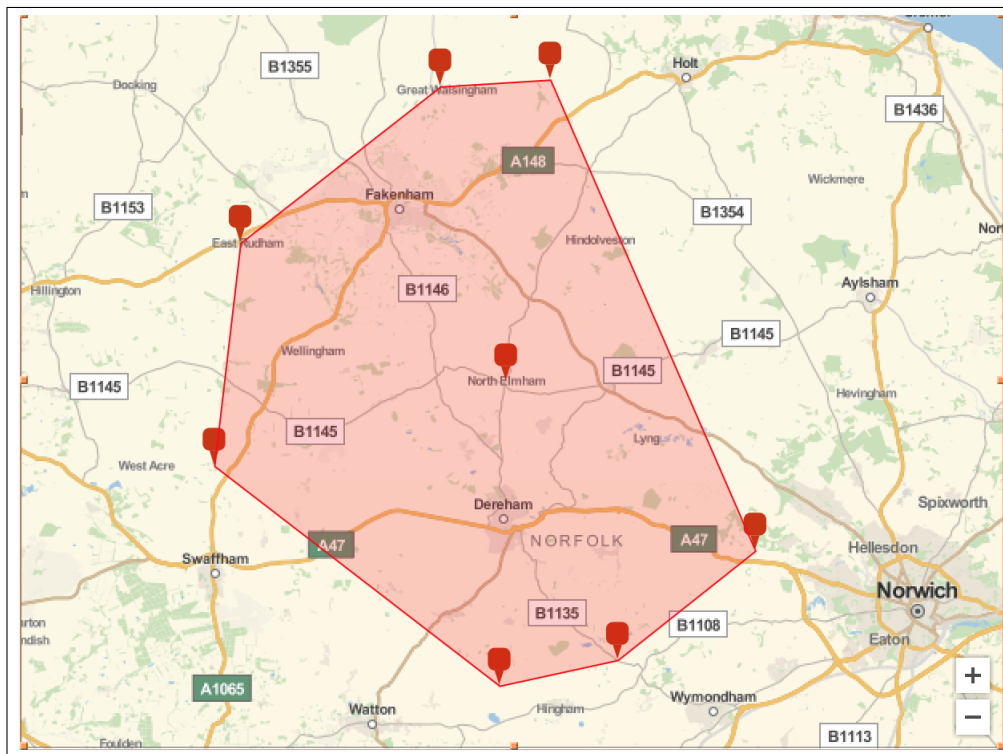 Cromer
B1355
Holt
Docking
Great Walsingham
B1436
A148
Wickmere
Fakenham
B1153
B1354
East Rudham
Hindolveston
Aylsham
Hillington
B1146
B1145
Wellingham
North Elmham
B1145
B1145
Hevingham
B1145
Lyng
West Acre
Dereham
Spixworth
NORFOLK
A47
A47
Hellesdon
Swaffham
Norwich
B1135
B1108
Eaton
A1065
Wymondham
+
Watton
Hingham
−
B1113
Foulden